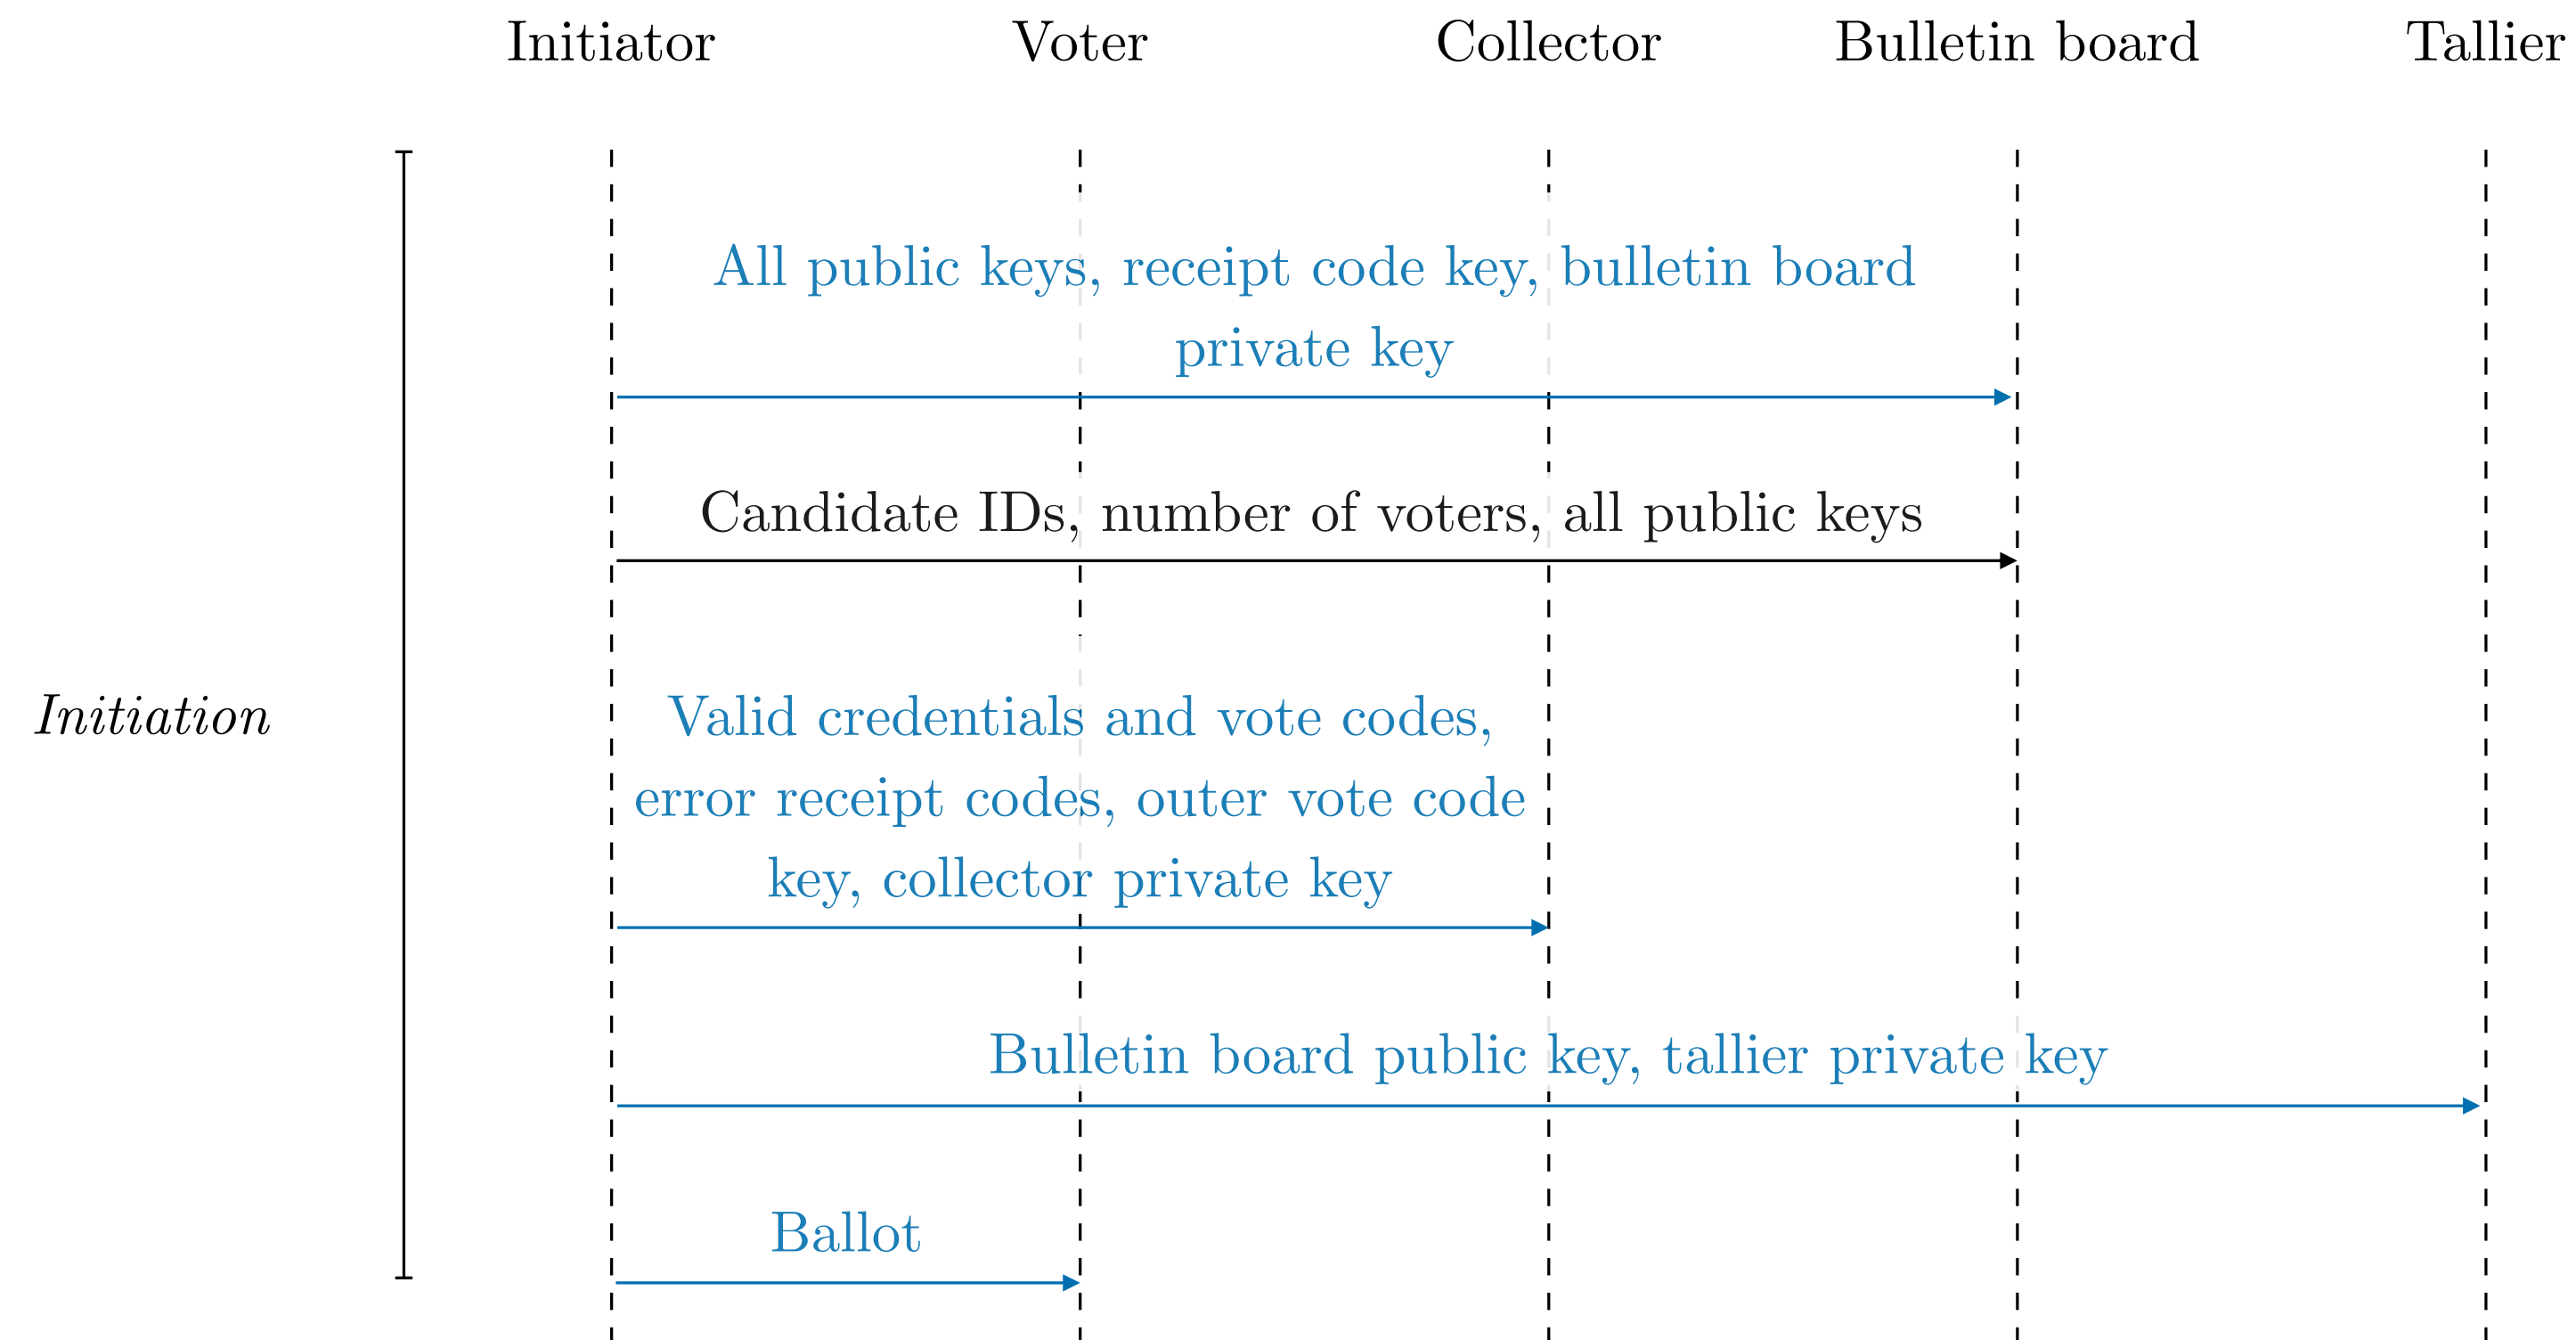 Initiator Voter Collector Bulletin board Tallier
All public keys, receipt code key, bulletin board
private key
Candidate IDs, number of voters, all public keys
Initiation
Valid credentials and vote codes,
error receipt codes, outer vote code
key, collector private key
Bulletin board public key, tallier private key
Ballot